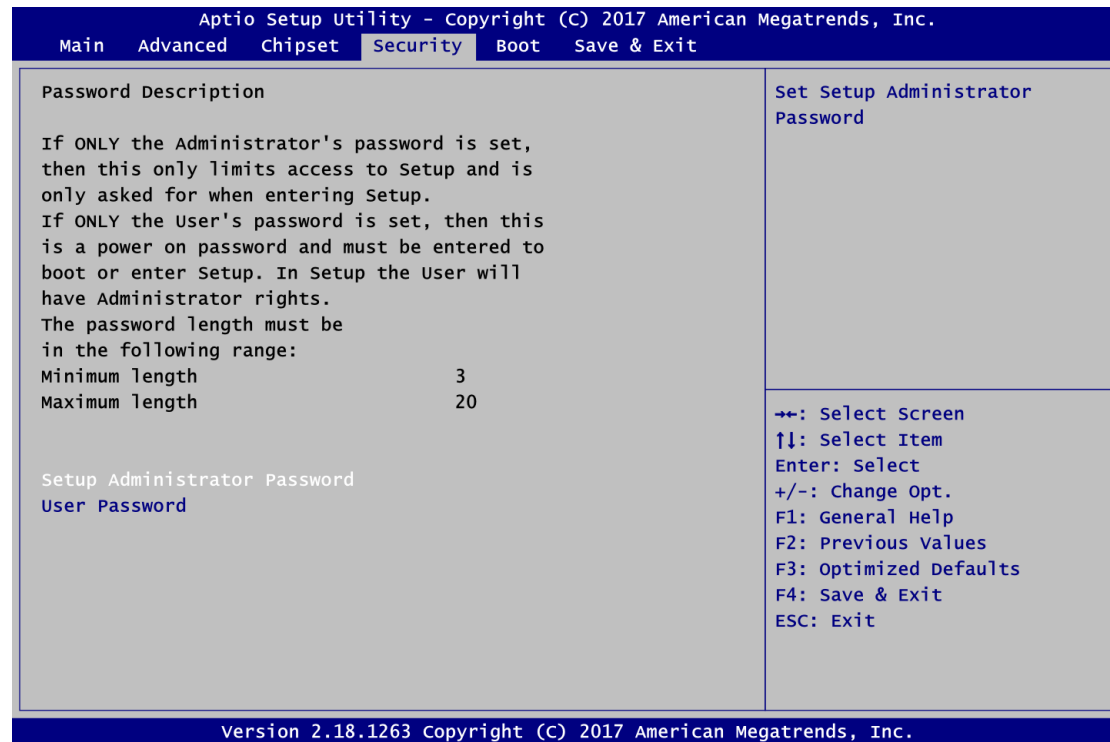 Aptio Setup Utility – Copyright (C) 2017 American Megatrends, Inc.
Main Advanced Chipset Security Boot Save & Exit
Password Description
If ONLY the Administrator's password is set,
then this only limits access to Setup and is
only asked for when entering Setup.
If ONLY the User's password is set, then this
is a power on password and must be entered to
boot or enter Setup. In Setup the User will
have Administrator rights.
The password length must be
in the following range:
Minimum length 3
Maximum length 20
Setup Administrator Password
User Password
Set Setup Administrator
Password
→←: Select Screen
↑↓: Select Item
Enter: Select
+/-: Change Opt.
F1: General Help
F2: Previous Values
F3: Optimized Defaults
F4: Save & Exit
ESC: Exit
Version 2.18.1263 Copyright (C) 2017 American Megatrends, Inc.